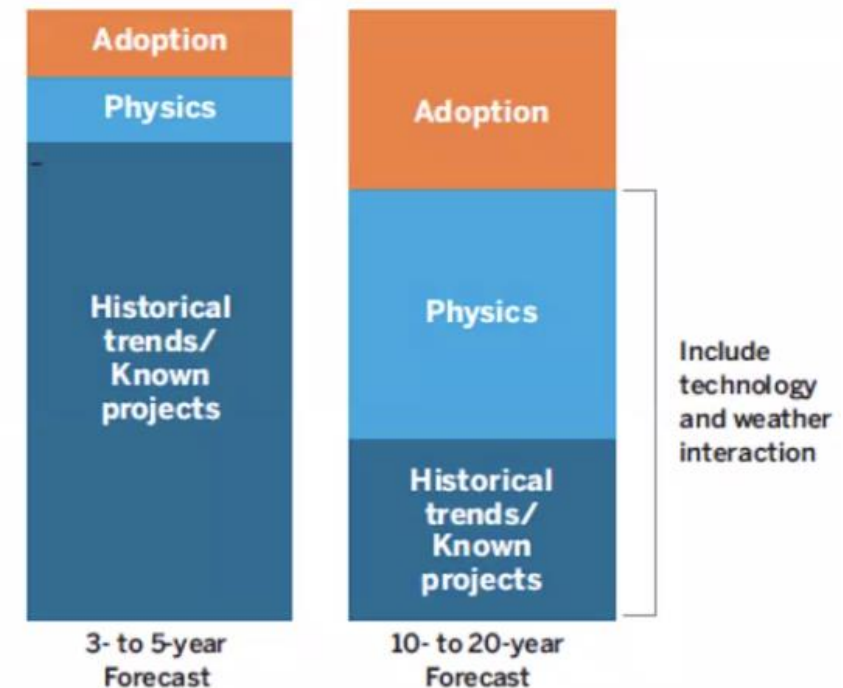 Adoption
Physics
Historical
trends/
Known
projects
3- to 5-year
Forecast
Adoption
Physics
Historical
trends/
Known
projects
10- to 20-year
Forecast
Include
technology
and weather
interaction